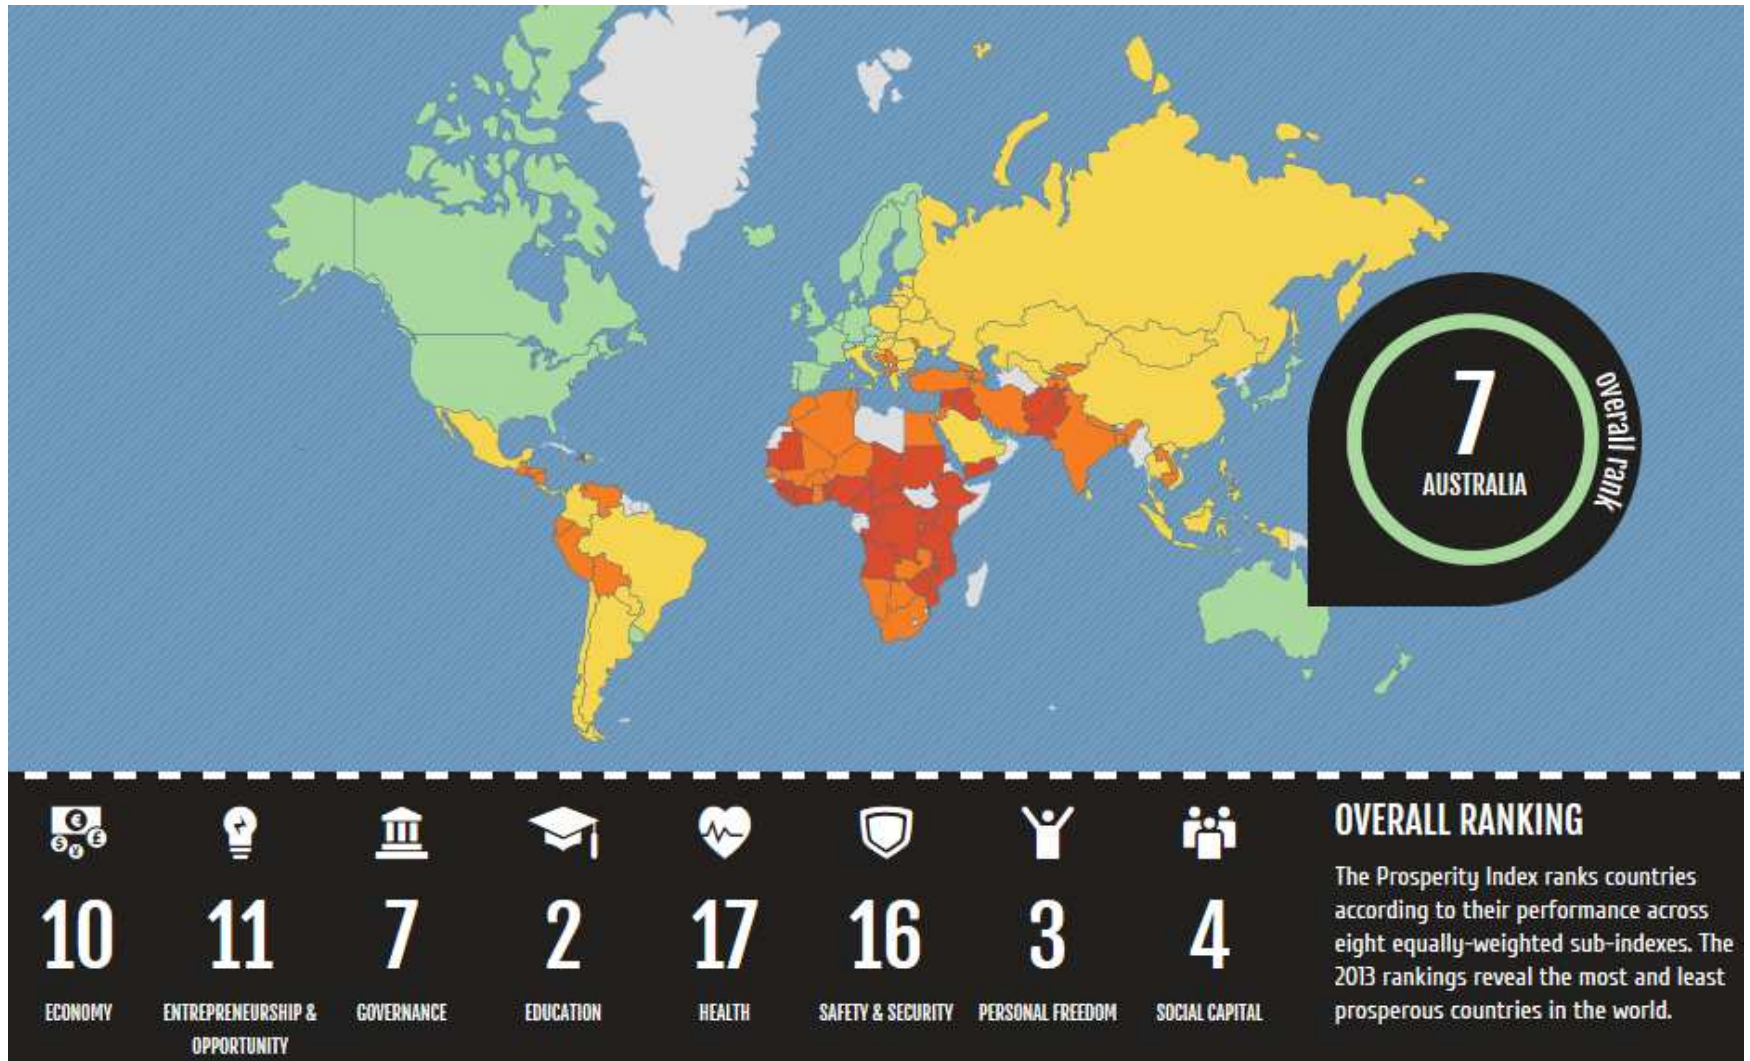 7
AUSTRALIA
overall rank
10
ECONOMY
11
ENTREPRENEURSHIP &
OPPORTUNITY
7
GOVERNANCE
2
EDUCATION
17
HEALTH
16
SAFETY & SECURITY
3
PERSONAL FREEDOM
4
SOCIAL CAPITAL
OVERALL RANKING
The Prosperity Index ranks countries
according to their performance across
eight equally-weighted sub-indexes. The
2013 rankings reveal the most and least
prosperous countries in the world.